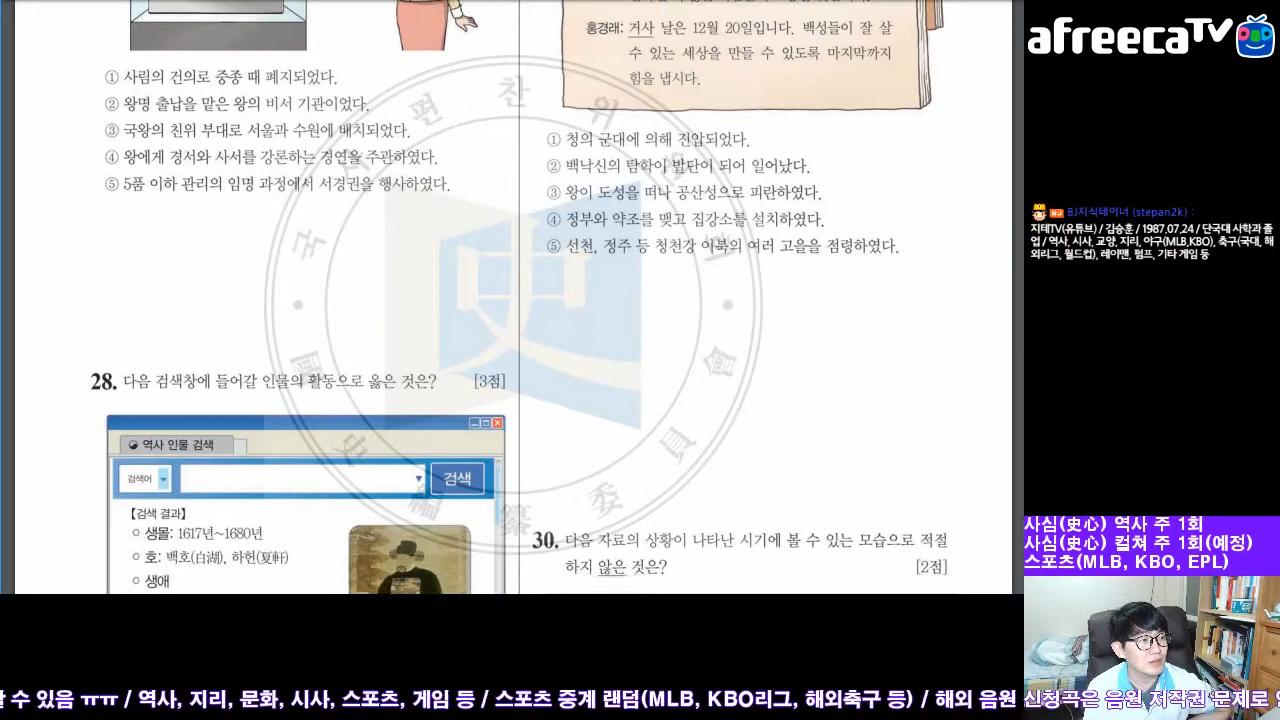 ① 사림의 건의로 중종 때 폐지되었다.
② 왕명 출납을 맡은 왕의 비서 기관이었다.
③ 국왕의 친위 부대로 서울과 수원에 배치되었다.
④ 왕에게 경서와 사서를 강론하는 경연을 주관하였다.
⑤ 5품 이하 관리의 임명 과정에서 서경권을 행사하였다.
28. 다음 검색창에 들어갈 인물의 활동으로 옳은 것은? [3점]
역사 인물 검색
검색어
검색
【검색 결과】
○ 생몰: 1617년~1680년
○ 호: 백호(白湖), 하헌(夏軒)
○ 생애
홍경래: 거사 날은 12월 20일입니다. 백성들이 잘 살
수 있는 세상을 만들 수 있도록 마지막까지
힘을 냅시다.
① 청의 군대에 의해 진압되었다.
② 백낙신의 탐학이 발단이 되어 일어났다.
③ 왕이 도성을 떠나 공산성으로 피란하였다.
④ 정부와 약조를 맺고 집강소를 설치하였다.
⑤ 선천, 정주 등 청천강 이북의 여러 고을을 점령하였다.
30. 다음 자료의 상황이 나타난 시기에 볼 수 있는 모습으로 적절
하지 않은 것은? [2점]
afreecaTV
BJ지식테이너 (stepan2k) :
지테TV(유튜브) / 김승훈 / 1987.07.24 / 단국대 사학과 졸
업 / 역사, 시사, 교양, 지리, 야구(MLB,KBO), 축구(국대, 해
외리그, 월드컵), 레이맨, 펌프, 기타 게임 등
사심(史心) 역사 주 1회
사심(史心) 컬쳐 주 1회(예정)
스포츠(MLB, KBO, EPL)
수 있음 ㅠㅠ / 역사, 지리, 문화, 시사, 스포츠, 게임 등 / 스포츠 중계 랜덤(MLB, KBO리그, 해외축구 등) / 해외 음원 신청곡은 음원 저작권 문제로